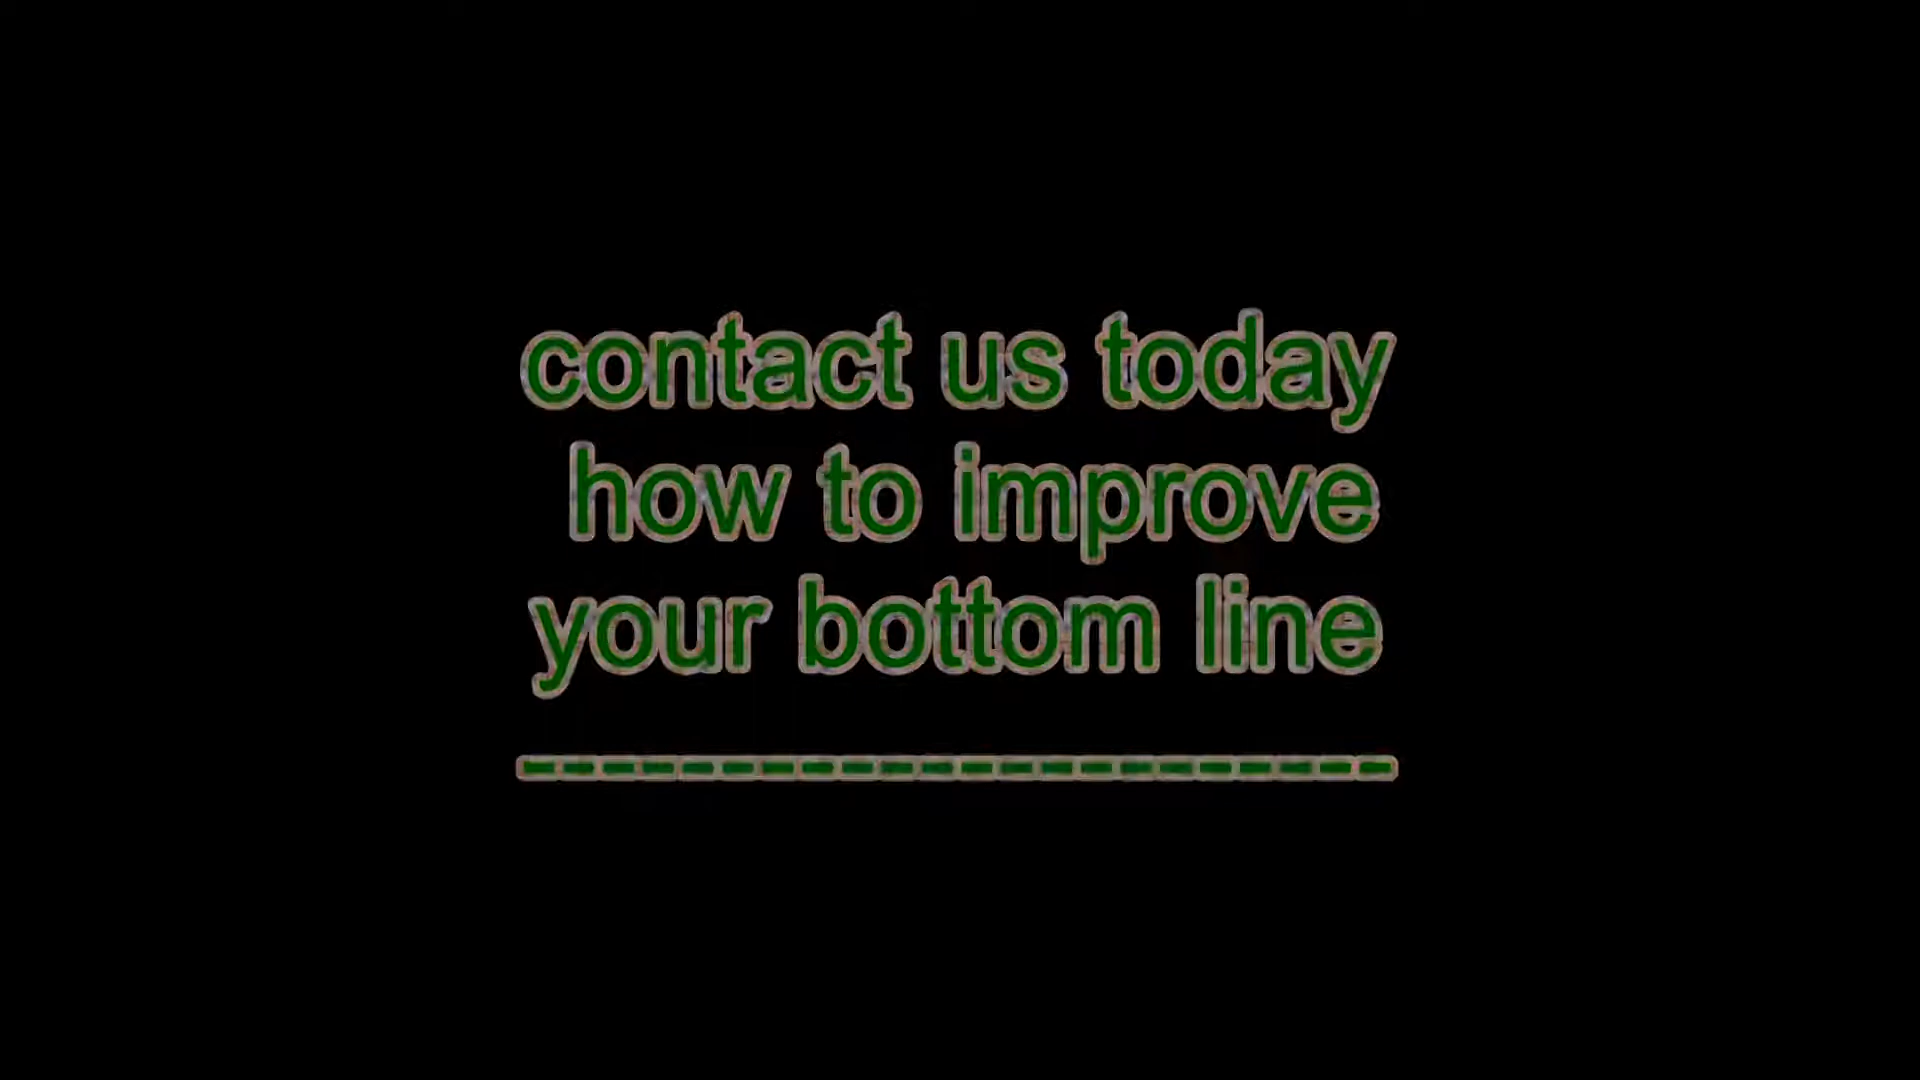 contact us today
how to improve
your bottom line
----------------------